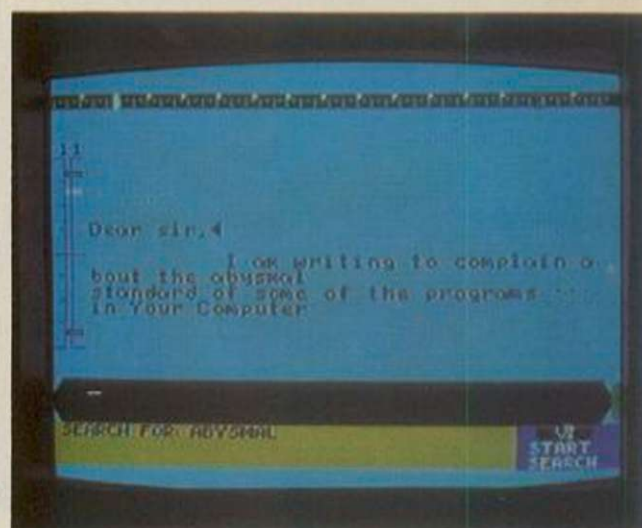 11
Dear sir,
I am writing to complain a
bout the abysmal
standard of some of the programs
in Your Computer
SEARCH FOR: ABYSMAL
START
SEARCH